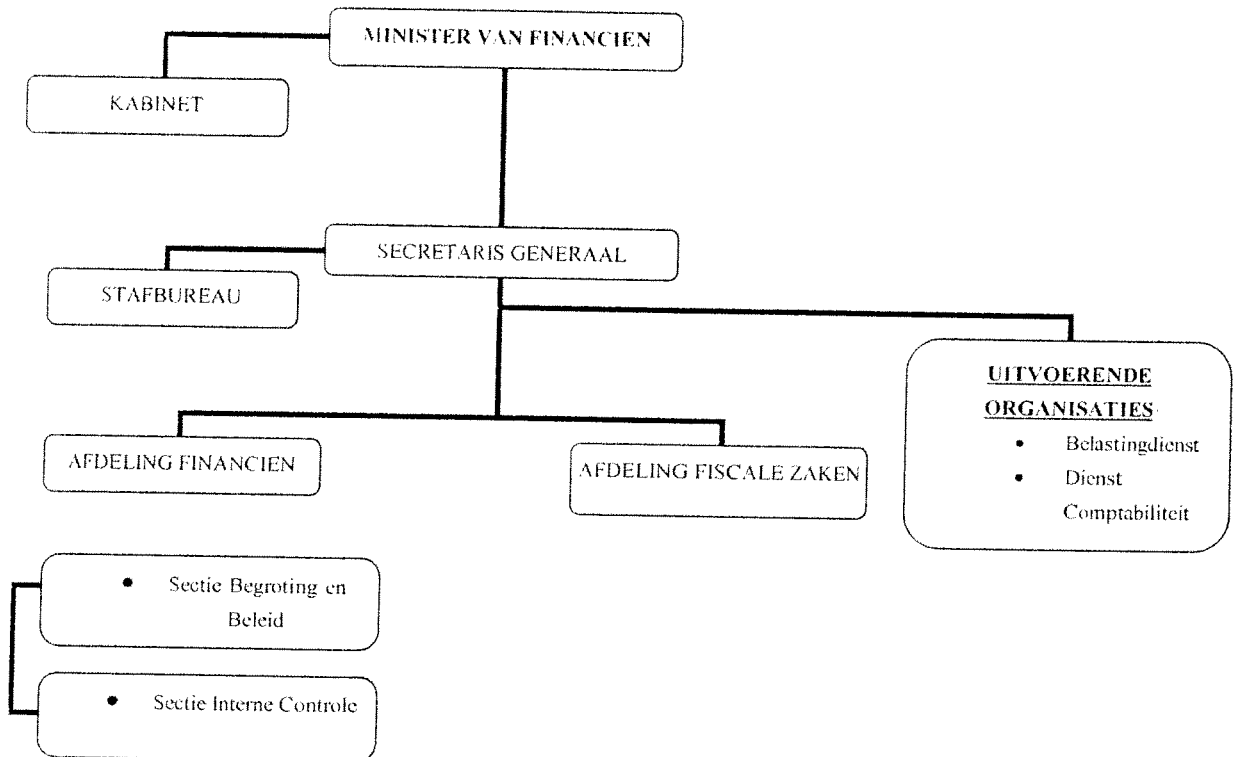 MINISTER VAN FINANCIEN
KABINET
SECRETARIS GENERAAL
STAFBUREAU
UITVOERENDE
ORGANISATIES
• Belastingdienst
• Dienst
Comptabiliteit
AFDELING FINANCIEN
AFDELING FISCALE ZAKEN
• Sectie Begroting en
Beleid
• Sectie Interne Controle